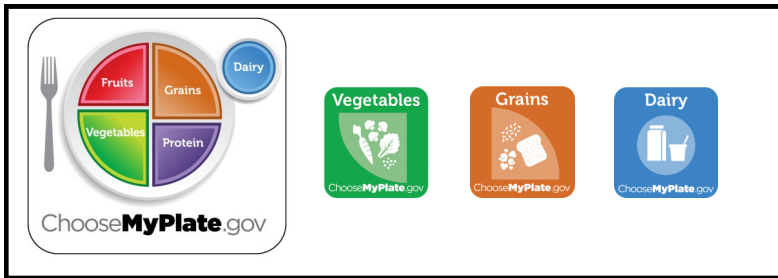 Fruits
Grains
Dairy
Vegetables
Protein
ChooseMyPlate.gov
Vegetables
ChooseMyPlate.gov
Grains
ChooseMyPlate.gov
Dairy
ChooseMyPlate.gov